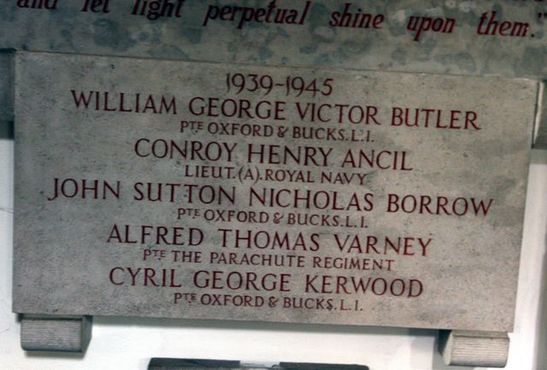 and let light perpetual shine upon them."
1939-1945
WILLIAM GEORGE VICTOR BUTLER
PTE OXFORD & BUCKS. L.I.
CONROY HENRY ANCIL
LIEUT. (A). ROYAL NAVY
JOHN SUTTON NICHOLAS BORROW
PTE OXFORD & BUCKS. L.I.
ALFRED THOMAS VARNEY
PTE THE PARACHUTE REGIMENT
CYRIL GEORGE KERWOOD
PTE OXFORD & BUCKS. L.I.